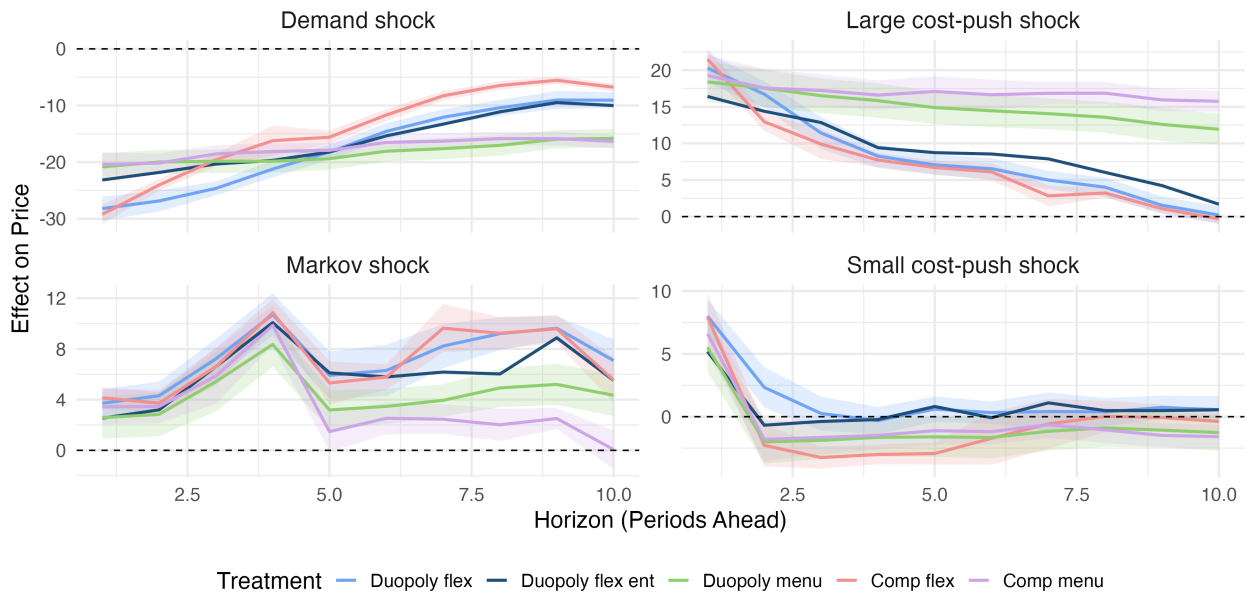 Demand shock
Large cost-push shock
0
-10
-20
-30
20
15
10
5
0
Effect on Price
Markov shock
Small cost-push shock
12
8
4
0
10
5
0
2.5 5.0 7.5 10.0
2.5 5.0 7.5 10.0
Horizon (Periods Ahead)
Treatment Duopoly flex Duopoly flex ent Duopoly menu Comp flex Comp menu